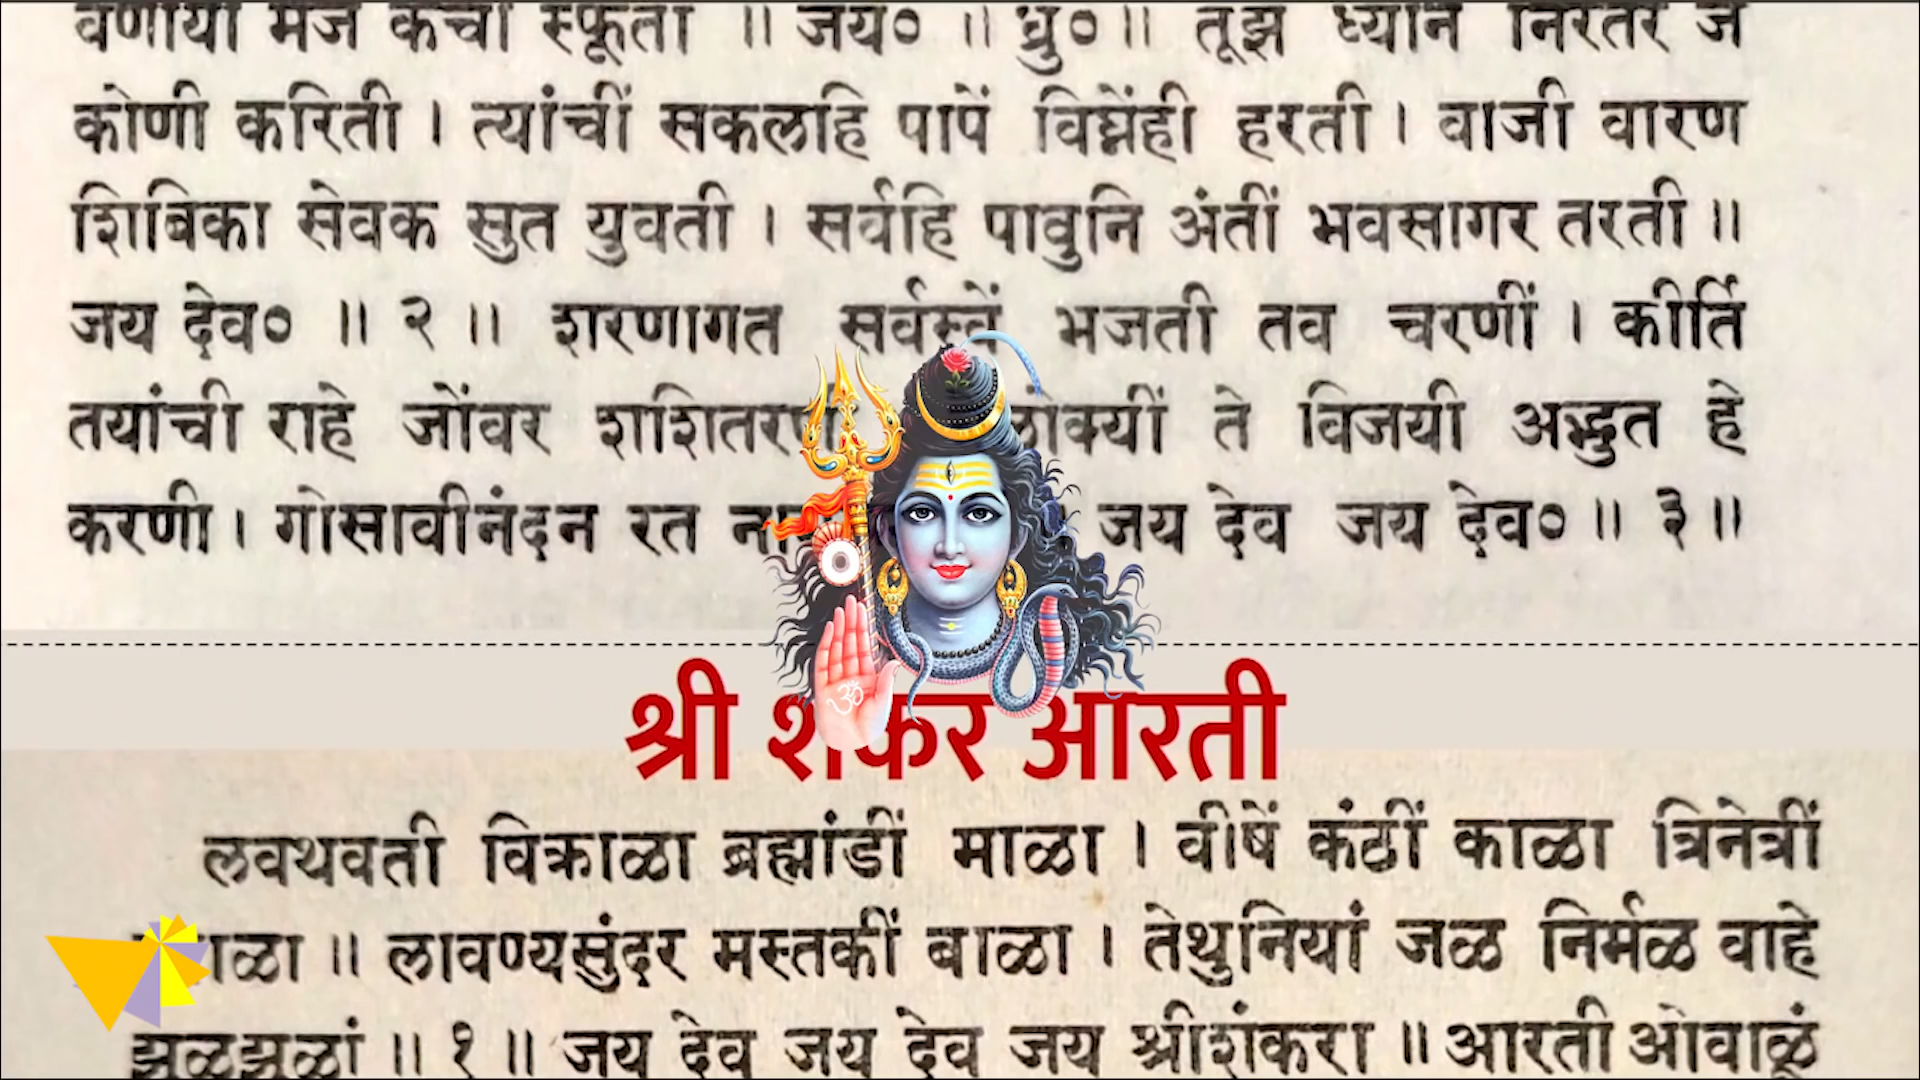 वर्णाया मज कैची स्फूर्ती ॥ जय० ॥ ध्रु० ॥ तूझे ध्यान निरंतर जे
कोणी करिती । त्यांचीं सकलहि पापें विघ्नेंही हरती । वाजी वारण
शिबिका सेवक सुत युवती । सर्वहि पावुनि अंतीं भवसागर तरती ॥
जय देव० ॥ २ ॥ शरणागत सर्वस्वें भजती तव चरणीं । कीर्ति
तयांची राहे जोंवर ते विजयी अद्भुत हे
करणी । गोसावीनंदन रत जय देव जय देव० ॥ ३ ॥
श्री शंकर आरती
लवथवती विक्राळा ब्रह्मांडीं माळा । वीषें कंठीं काळा त्रिनेत्रीं
॥ लावण्यसुंदर मस्तकीं बाळा । तेथुनियां जळ निर्मळ वाहे
झुळझुळां ॥ १ ॥ जय देव जय देव जय श्रीशंकरा ॥ आरती ओवाळूं